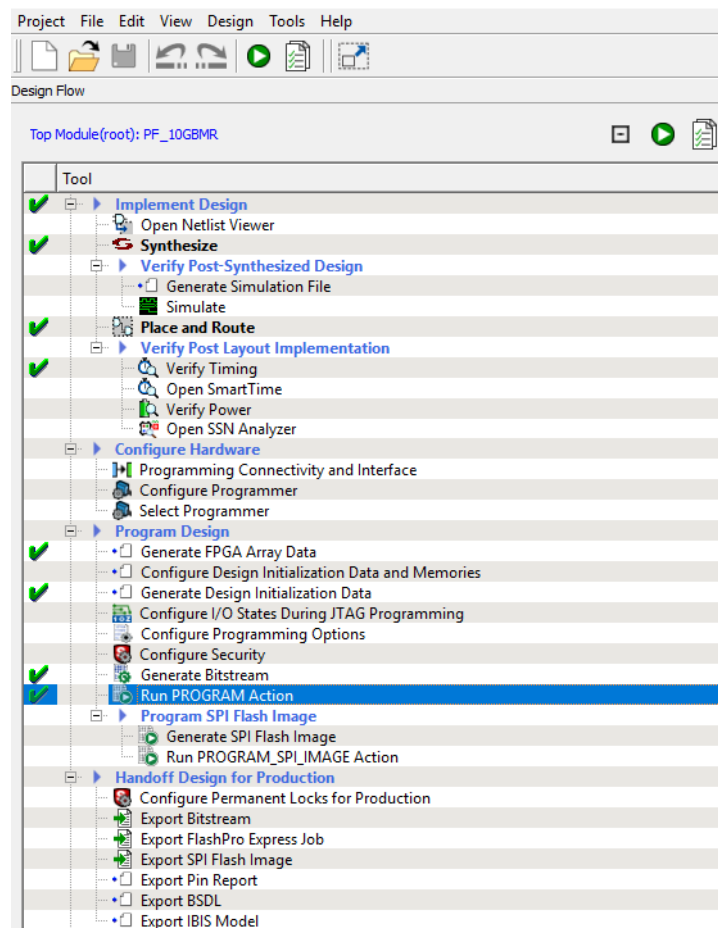 Project File Edit View Design Tools Help
Design Flow
Top Module(root): PF_10GBMR
Tool
Implement Design
Open Netlist Viewer
Synthesize
Verify Post-Synthesized Design
Generate Simulation File
Simulate
Place and Route
Verify Post Layout Implementation
Verify Timing
Open SmartTime
Verify Power
Open SSN Analyzer
Configure Hardware
Programming Connectivity and Interface
Configure Programmer
Select Programmer
Program Design
Generate FPGA Array Data
Configure Design Initialization Data and Memories
Generate Design Initialization Data
Configure I/O States During JTAG Programming
Configure Programming Options
Configure Security
Generate Bitstream
Run PROGRAM Action
Program SPI Flash Image
Generate SPI Flash Image
Run PROGRAM_SPI_IMAGE Action
Handoff Design for Production
Configure Permanent Locks for Production
Export Bitstream
Export FlashPro Express Job
Export SPI Flash Image
Export Pin Report
Export BSDL
Export IBIS Model